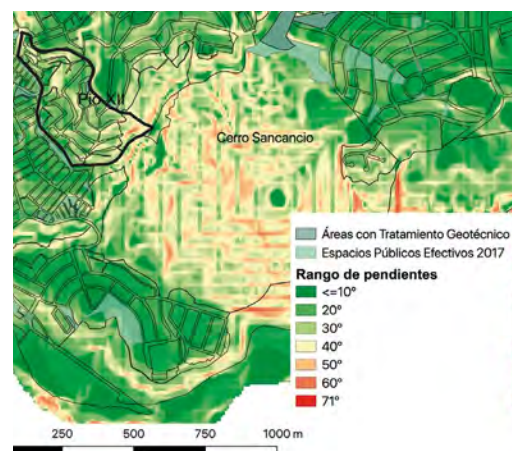 Pío XII
Cerro Sancancio
Áreas con Tratamiento Geotécnico
Espacios Públicos Efectivos 2017
Rango de pendientes
<=10°
20°
30°
40°
50°
60°
71°
250 500 750 1000 m